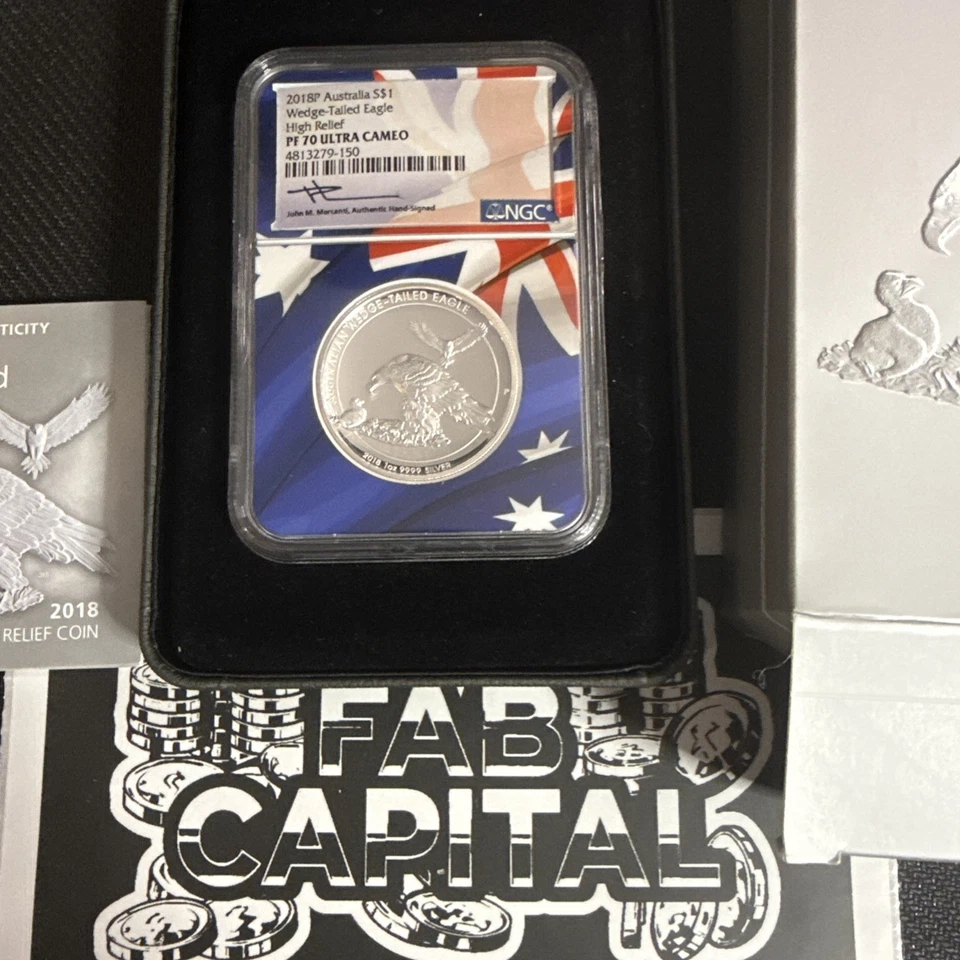 2018P Australia S$1
Wedge-Tailed Eagle
High Relief
PF 70 ULTRA CAMEO
4813279-150
John M. Mercanti, Authentic Hand-Signed
NGC®
AUSTRALIAN WEDGE-TAILED EAGLE
P
2018 1oz 9999 SILVER
TICITY
d
2018
RELIEF COIN
FAB
CAPITAL